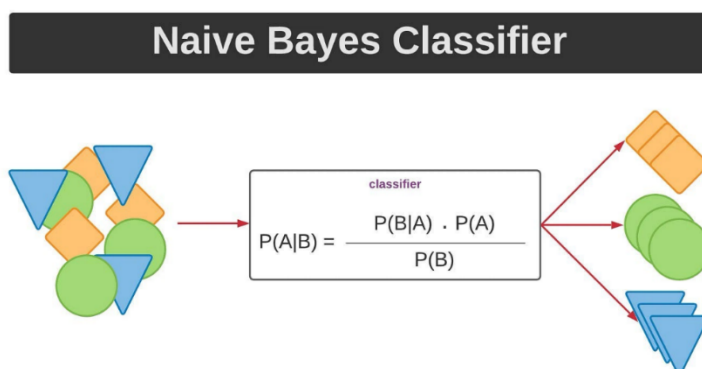 Naive Bayes Classifier
classifier
P(A|B) = P(B|A) . P(A)
P(B)